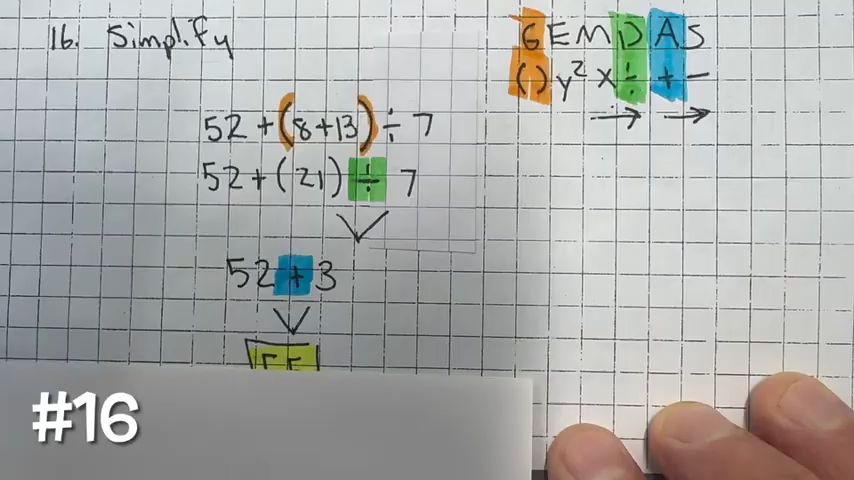 16. Simplify
GEMDAS
( ) y² × ÷ + −
52 + (8+13) ÷ 7
52 + (21) ÷ 7
52 + 3
#16